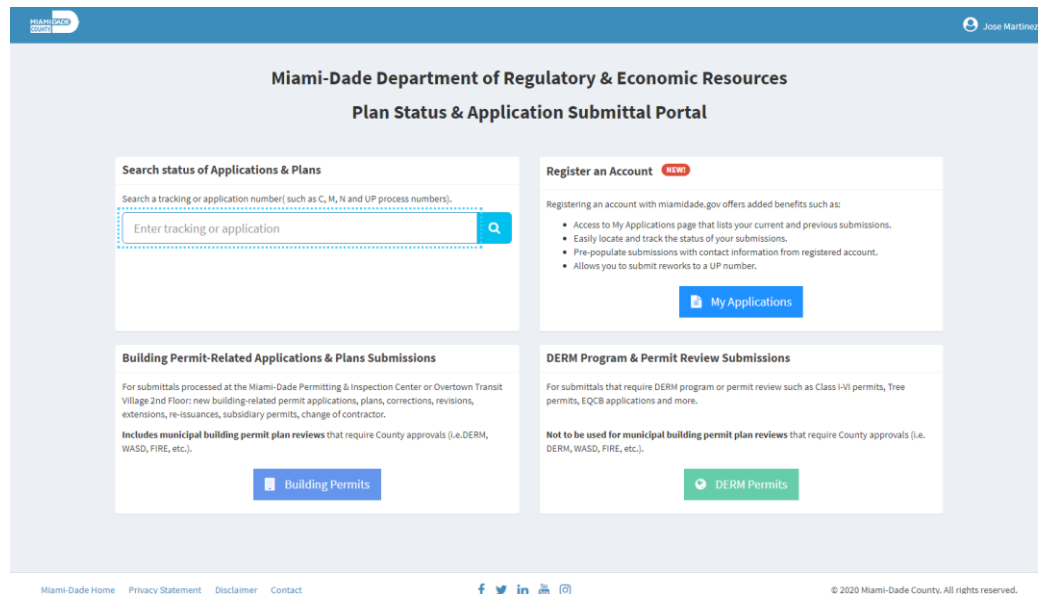 MIAMI-DADE
COUNTY
Jose Martinez
Miami-Dade Department of Regulatory & Economic Resources
Plan Status & Application Submittal Portal
Search status of Applications & Plans
Search a tracking or application number( such as C, M, N and UP process numbers).
Enter tracking or application
Register an Account NEW!
Registering an account with miamidade.gov offers added benefits such as:
• Access to My Applications page that lists your current and previous submissions.
• Easily locate and track the status of your submissions.
• Pre-populate submissions with contact information from registered account.
• Allows you to submit reworks to a UP number.
My Applications
Building Permit-Related Applications & Plans Submissions
For submittals processed at the Miami-Dade Permitting & Inspection Center or Overtown Transit
Village 2nd Floor: new building-related permit applications, plans, corrections, revisions,
extensions, re-issuances, subsidiary permits, change of contractor.
Includes municipal building permit plan reviews that require County approvals (i.e.DERM,
WASD, FIRE, etc.).
Building Permits
DERM Program & Permit Review Submissions
For submittals that require DERM program or permit review such as Class I-VI permits, Tree
permits, EQCB applications and more.
Not to be used for municipal building permit plan reviews that require County approvals (i.e.
DERM, WASD, FIRE, etc.).
DERM Permits
Miami-Dade Home Privacy Statement Disclaimer Contact
© 2020 Miami-Dade County. All rights reserved.